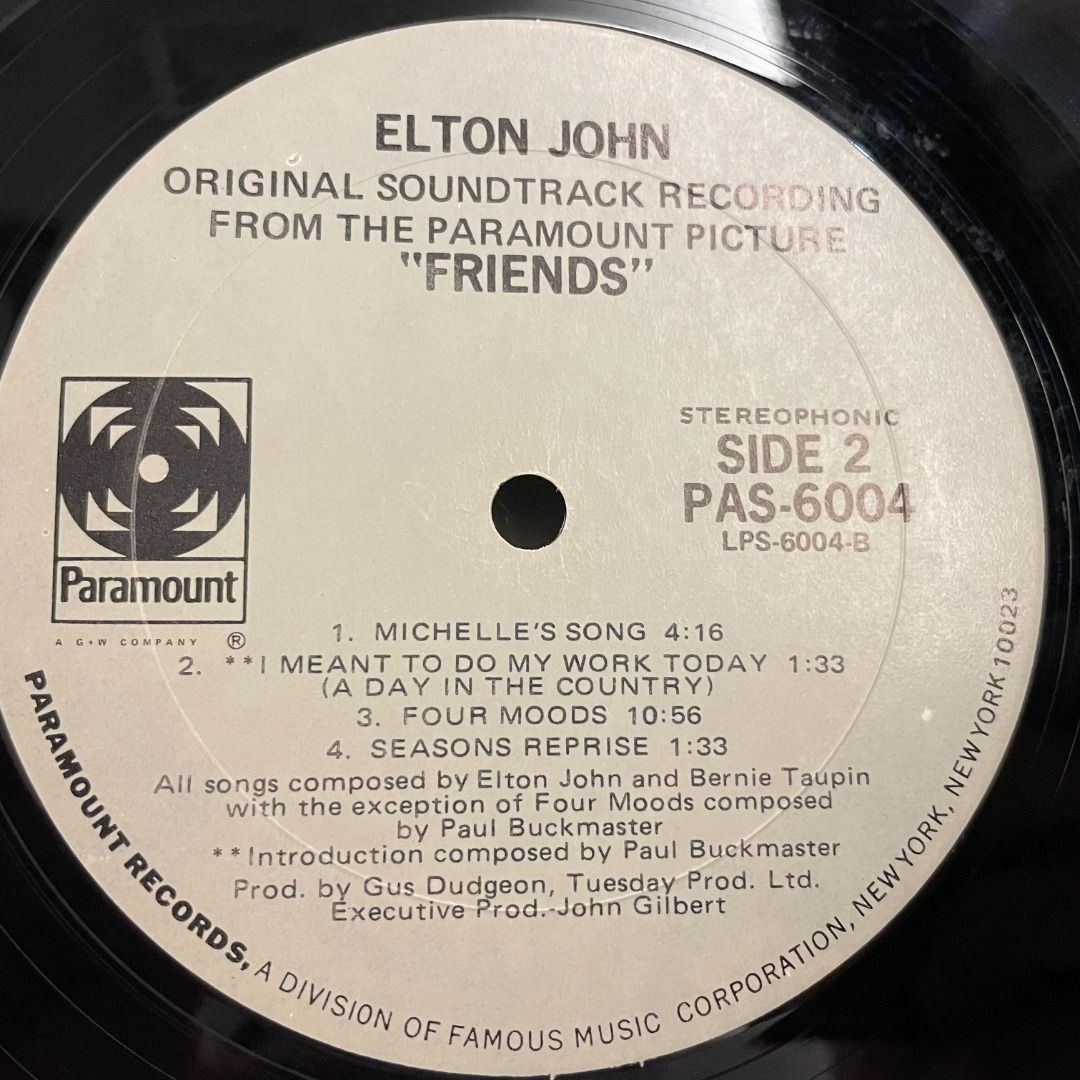 ELTON JOHN
ORIGINAL SOUNDTRACK RECORDING
FROM THE PARAMOUNT PICTURE
"FRIENDS"
STEREOPHONIC
SIDE 2
PAS-6004
LPS-6004-B
Paramount
A G+W COMPANY ®
1. MICHELLE'S SONG 4:16
2. **I MEANT TO DO MY WORK TODAY 1:33
(A DAY IN THE COUNTRY)
3. FOUR MOODS 10:56
4. SEASONS REPRISE 1:33
All songs composed by Elton John and Bernie Taupin
with the exception of Four Moods composed
by Paul Buckmaster
**Introduction composed by Paul Buckmaster
Prod. by Gus Dudgeon, Tuesday Prod. Ltd.
Executive Prod.-John Gilbert
PARAMOUNT RECORDS, A DIVISION OF FAMOUS MUSIC CORPORATION, NEW YORK, NEW YORK 10023